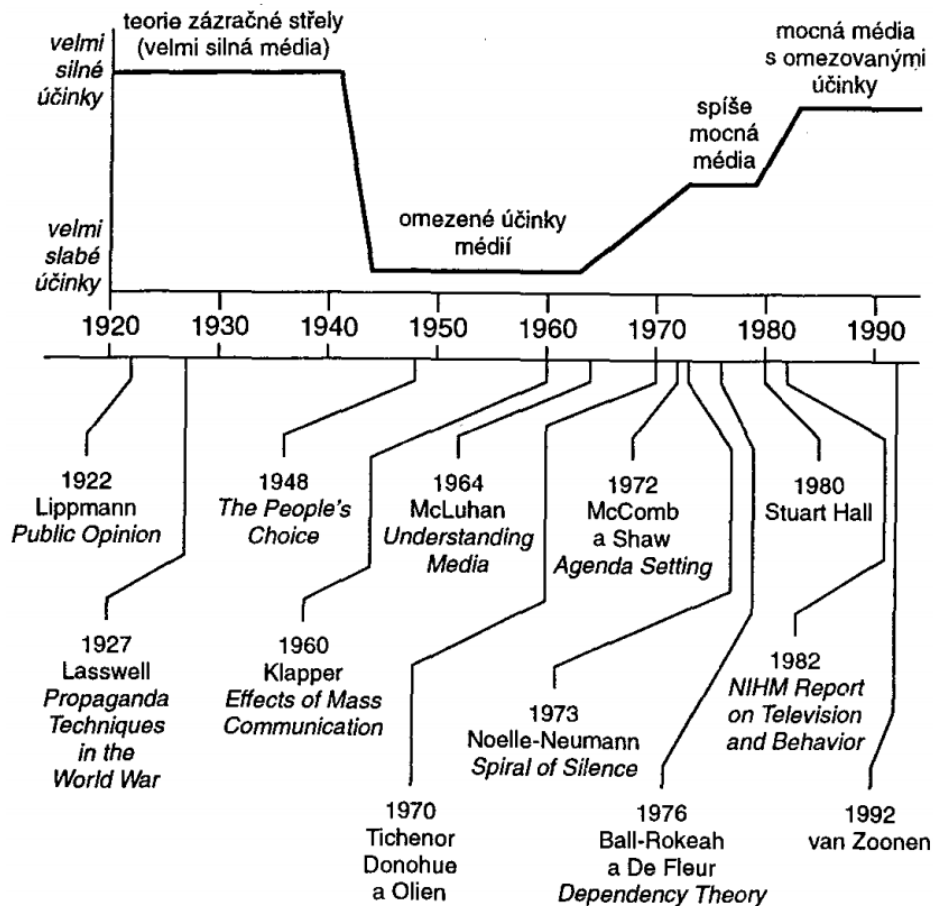 teorie zázračné střely
(velmi silná média)
velmi
silné
účinky
mocná média
s omezovanými
účinky
spíše
mocná
média
omezené účinky
médií
velmi
slabé
účinky
1920
1930
1940
1950
1960
1970
1980
1990
1922
Lippmann
Public Opinion
1948
The People's
Choice
1964
McLuhan
Understanding
Media
1972
McComb
a Shaw
Agenda Setting
1980
Stuart Hall
1927
Lasswell
Propaganda
Techniques
in the
World War
1960
Klapper
Effects of Mass
Communication
1973
Noelle-Neumann
Spiral of Silence
1982
NIHM Report
on Television
and Behavior
1970
Tichenor
Donohue
a Olien
1976
Ball-Rokeah
a De Fleur
Dependency Theory
1992
van Zoonen